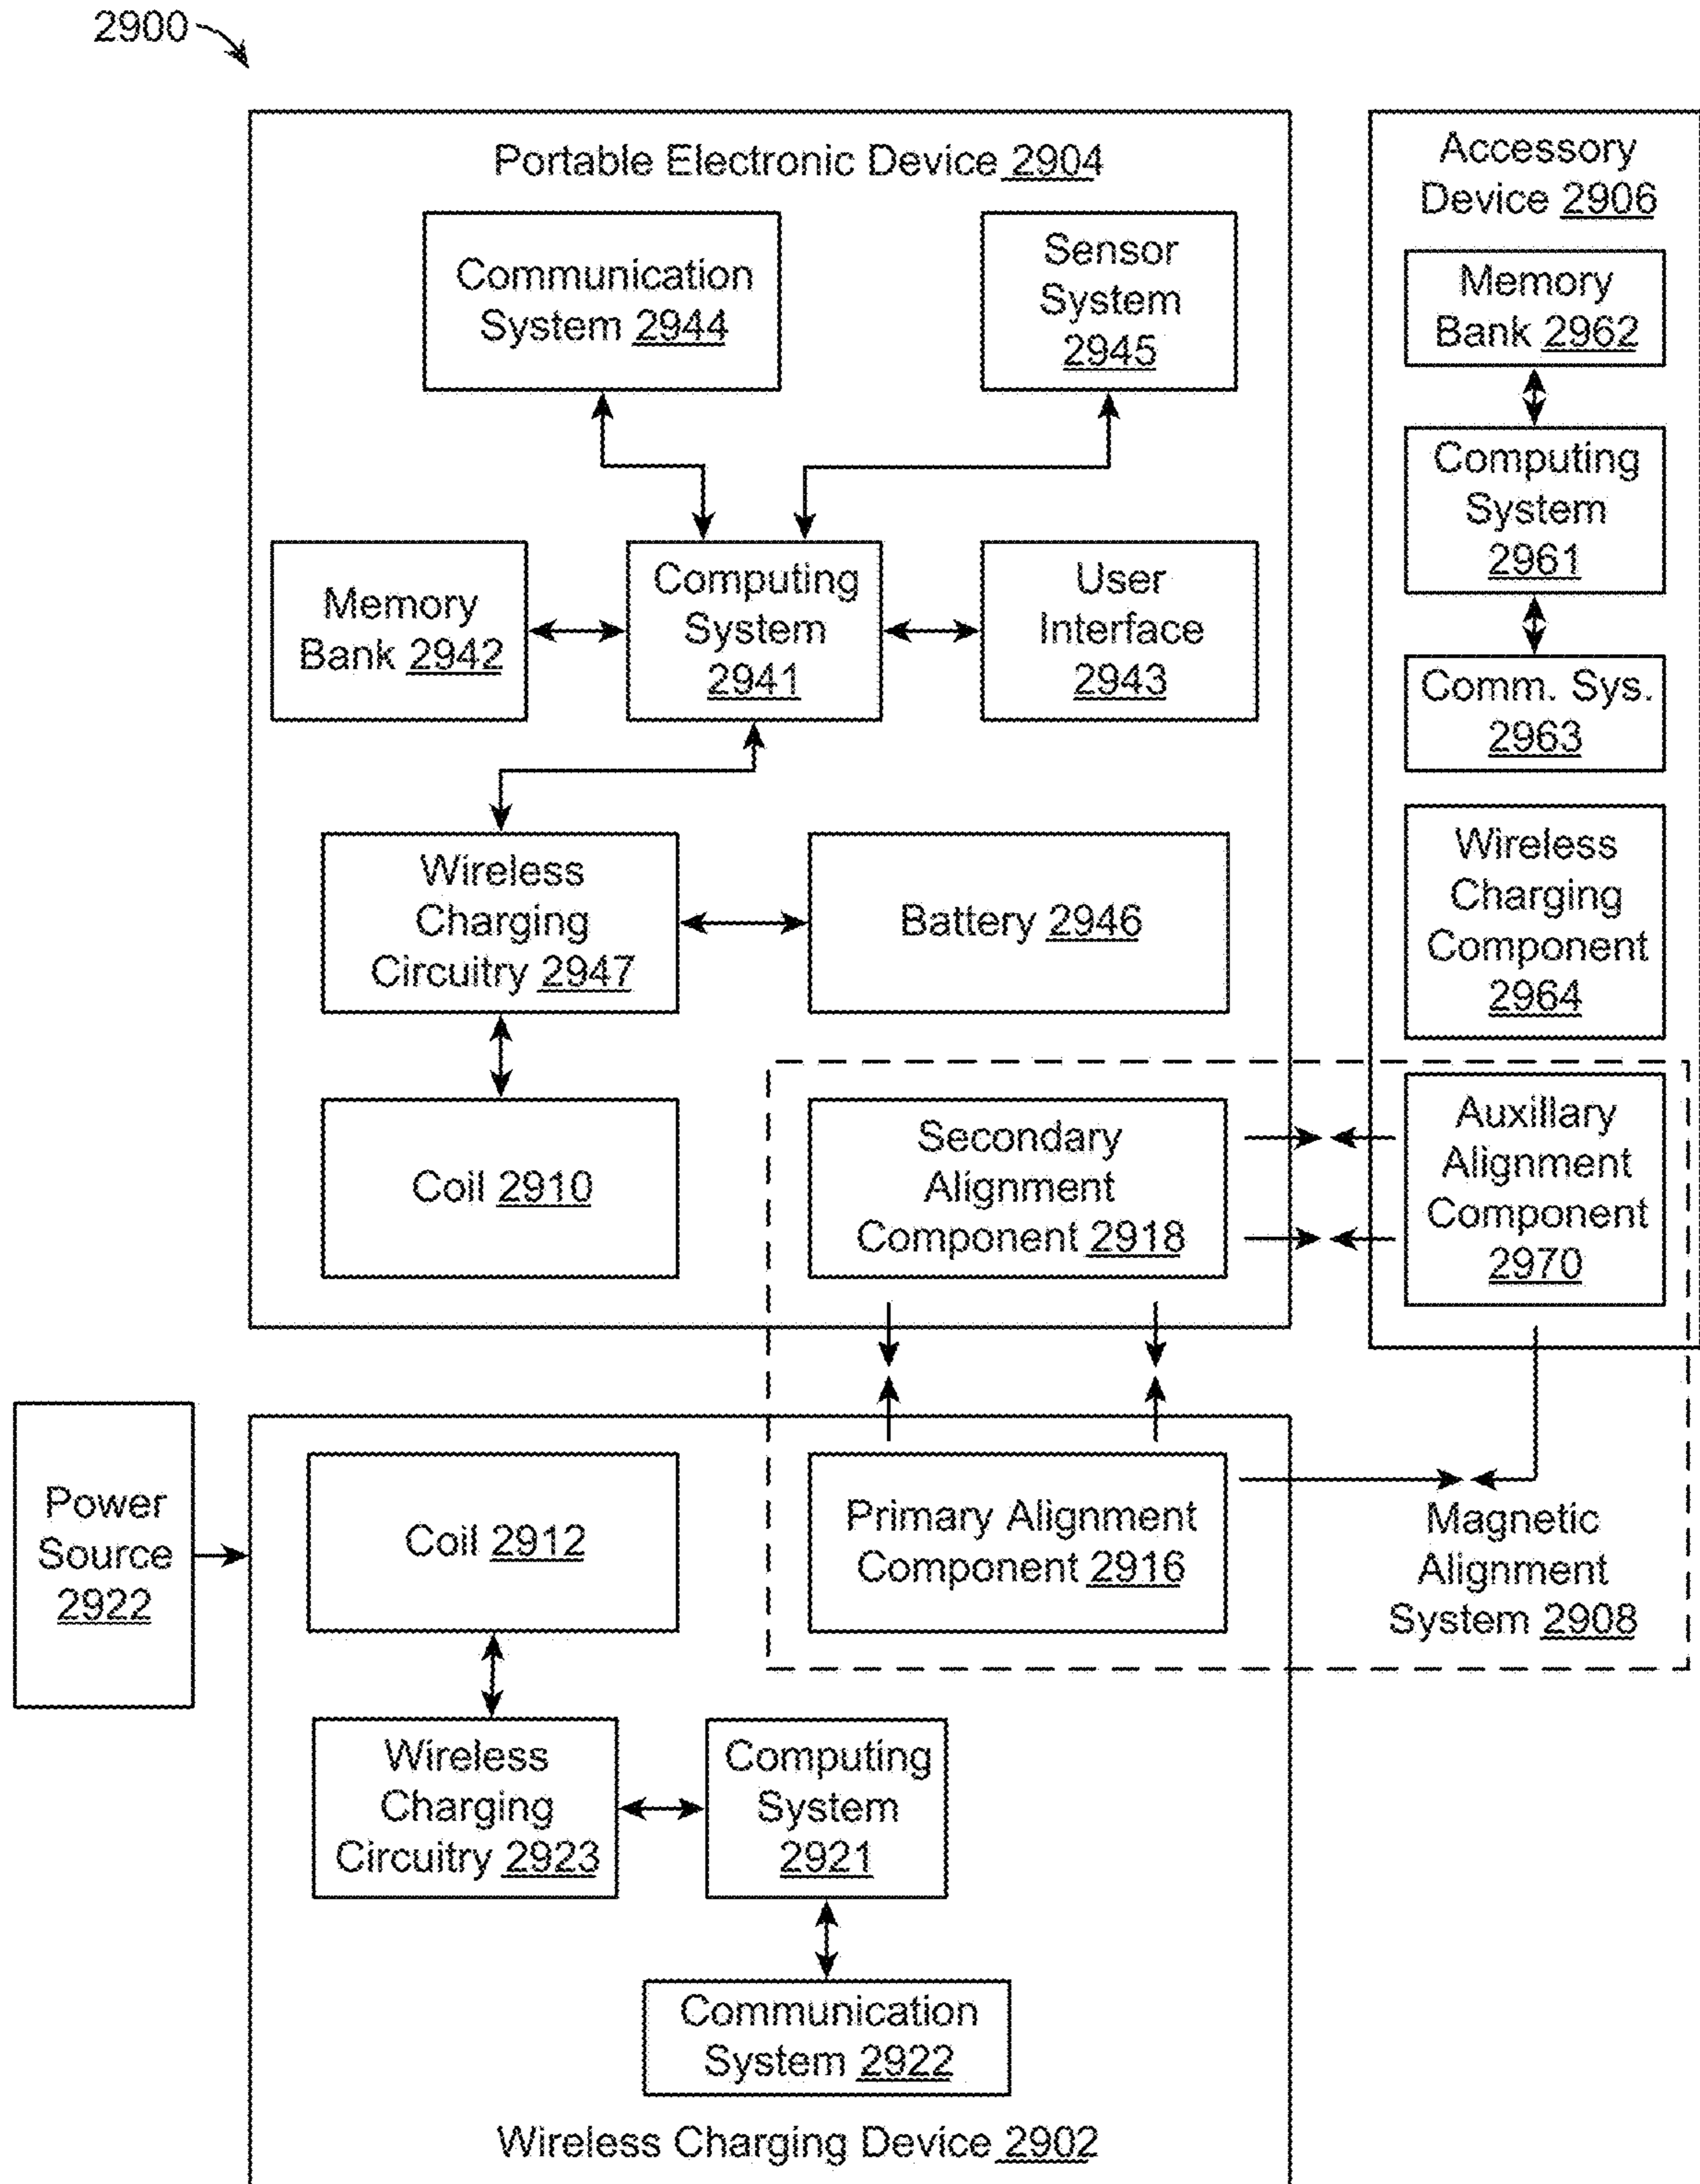 2900
Portable Electronic Device 2904
Communication
System 2944
Sensor
System
2945
Memory
Bank 2942
Computing
System
2941
User
Interface
2943
Wireless
Charging
Circuitry 2947
Battery 2946
Coil 2910
Secondary
Alignment
Component 2918
Accessory
Device 2906
Memory
Bank 2962
Computing
System
2961
Comm. Sys.
2963
Wireless
Charging
Component
2964
Auxillary
Alignment
Component
2970
Power
Source
2922
Coil 2912
Primary Alignment
Component 2916
Magnetic
Alignment
System 2908
Wireless
Charging
Circuitry 2923
Computing
System
2921
Communication
System 2922
Wireless Charging Device 2902